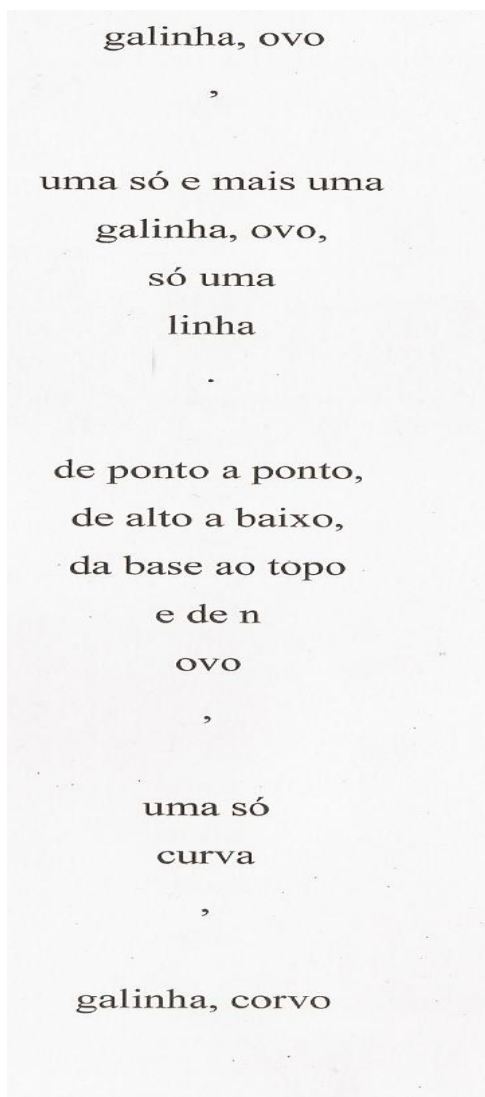 galinha, ovo
,
uma só e mais uma
galinha, ovo,
só uma
linha
.
de ponto a ponto,
de alto a baixo,
da base ao topo
e de n
ovo
,
uma só
curva
,
galinha, corvo